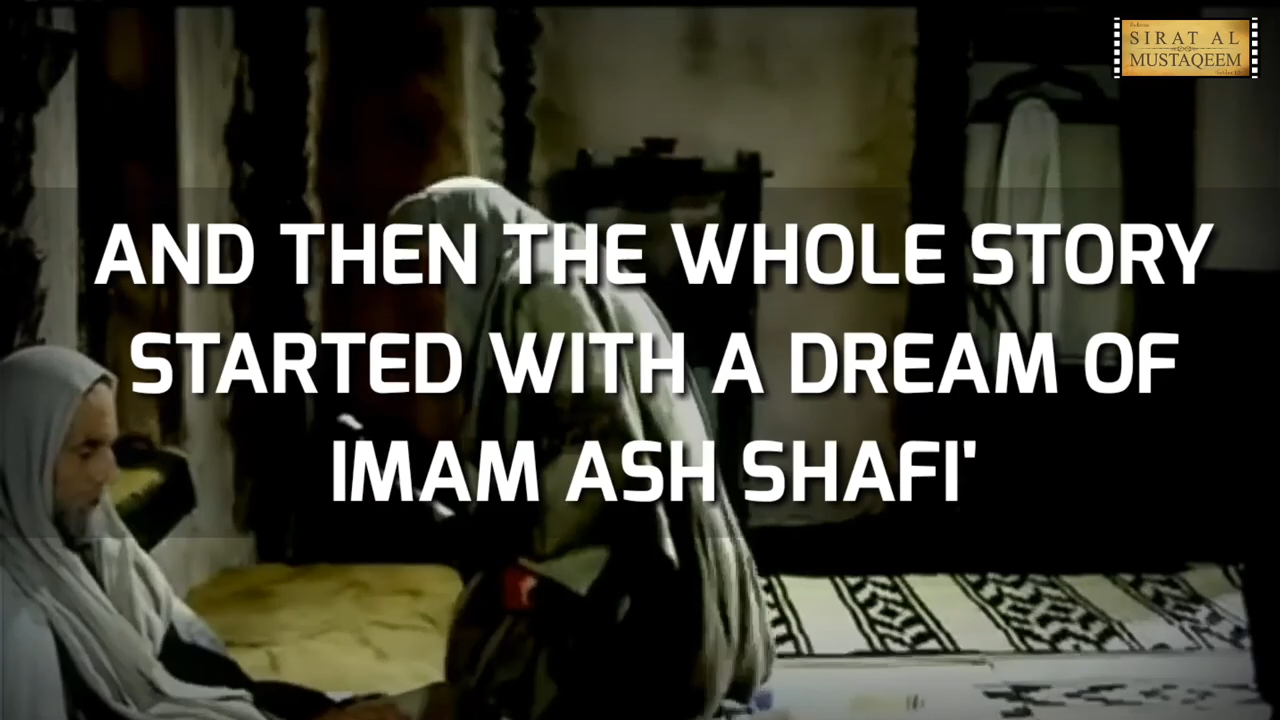 SIRAT AL
MUSTAQEEM
AND THEN THE WHOLE STORY
STARTED WITH A DREAM OF
IMAM ASH SHAFI'